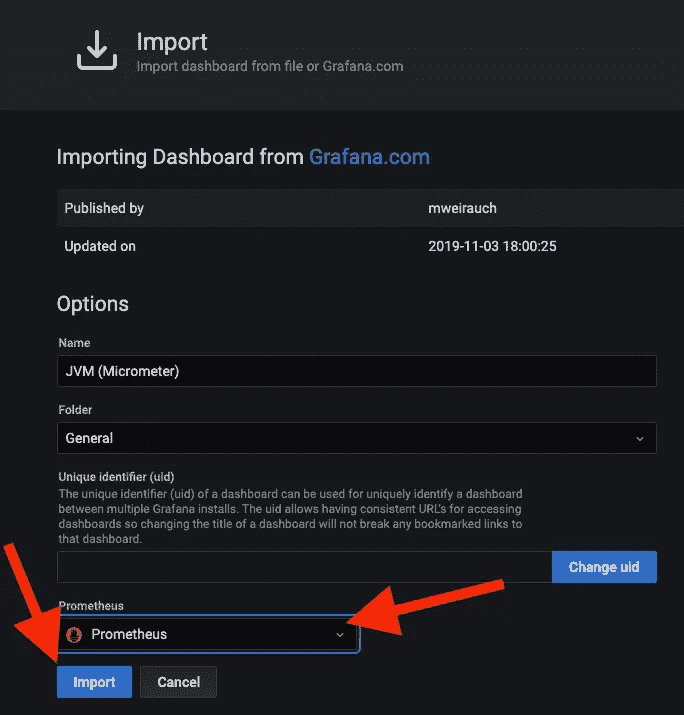 Import
Import dashboard from file or Grafana.com
Importing Dashboard from Grafana.com
Published by mweirauch
Updated on 2019-11-03 18:00:25
Options
Name
JVM (Micrometer)
Folder
General
Unique identifier (uid)
The unique identifier (uid) of a dashboard can be used for uniquely identify a dashboard
between multiple Grafana installs. The uid allows having consistent URL's for accessing
dashboards so changing the title of a dashboard will not break any bookmarked links to
that dashboard.
Change uid
Prometheus
Prometheus
Import Cancel